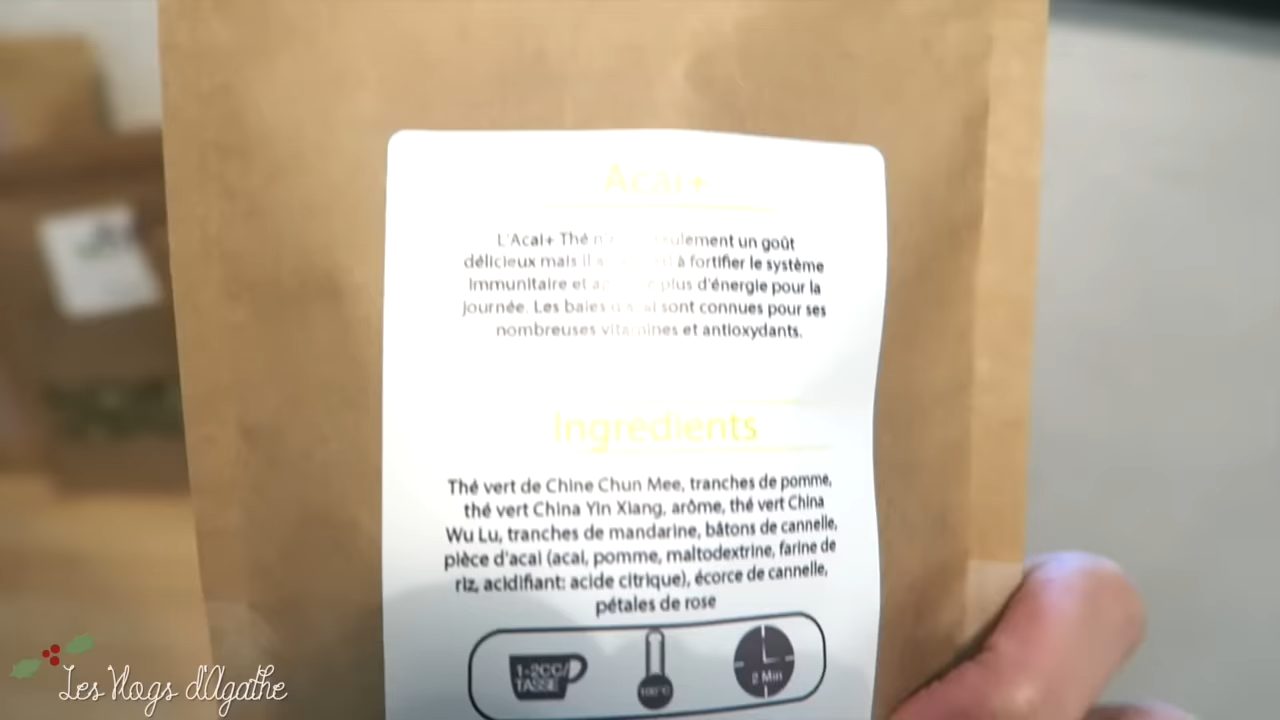 Acai+
L'Acai+ Thé ulement un goût
délicieux mais il à fortifier le système
immunitaire et plus d'énergie pour la
journée. Les baies sont connues pour ses
nombreuses vitamines et antioxydants.
Ingrédients
Thé vert de Chine Chun Mee, tranches de pomme,
thé vert China Yin Xiang, arôme, thé vert China
Wu Lu, tranches de mandarine, bâtons de cannelle,
pièce d'acai (acai, pomme, maltodextrine, farine de
riz, acidifiant: acide citrique), écorce de cannelle,
pétales de rose
1-2CC/
TASSE
100°C
2 Min
Les Vlogs d'Agathe